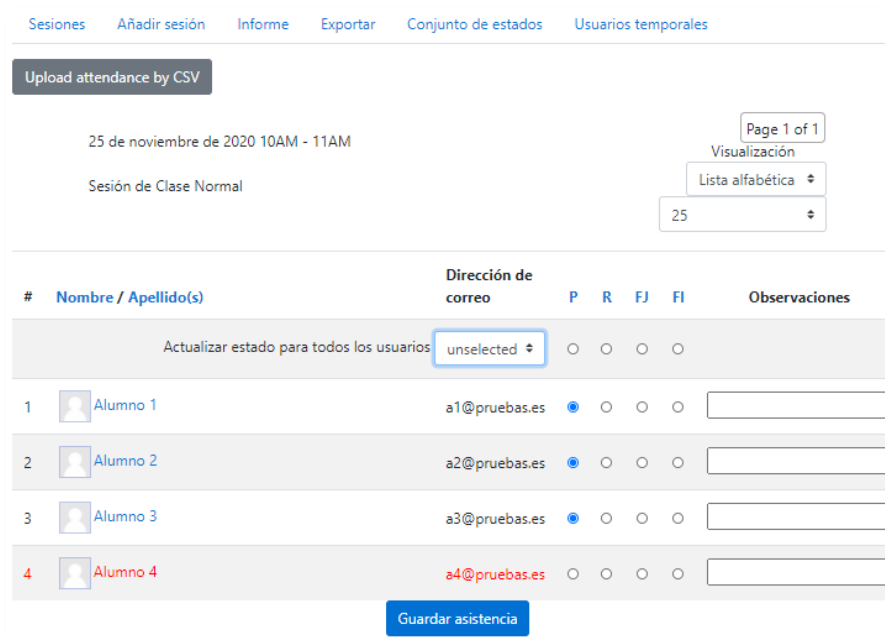 Sesiones Añadir sesión Informe Exportar Conjunto de estados Usuarios temporales
Upload attendance by CSV
Page 1 of 1
25 de noviembre de 2020 10AM - 11AM
Visualización
Lista alfabética
Sesión de Clase Normal
25
# Nombre / Apellido(s) Dirección de correo P R FJ FI Observaciones
Actualizar estado para todos los usuarios unselected
1 Alumno 1 a1@pruebas.es
2 Alumno 2 a2@pruebas.es
3 Alumno 3 a3@pruebas.es
4 Alumno 4 a4@pruebas.es
Guardar asistencia